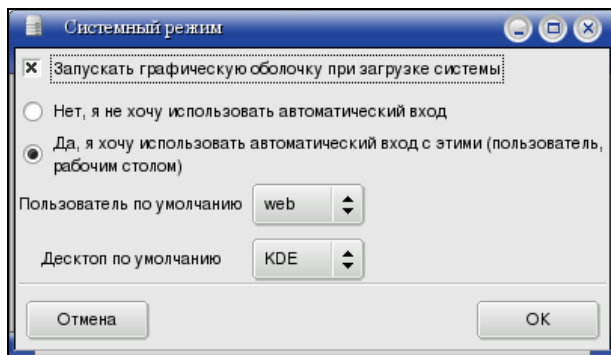 Системный режим
Запускать графическую оболочку при загрузке системы
Нет, я не хочу использовать автоматический вход
Да, я хочу использовать автоматический вход с этими (пользователь,
рабочим столом)
Пользователь по умолчанию web
Десктоп по умолчанию KDE
Отмена OK